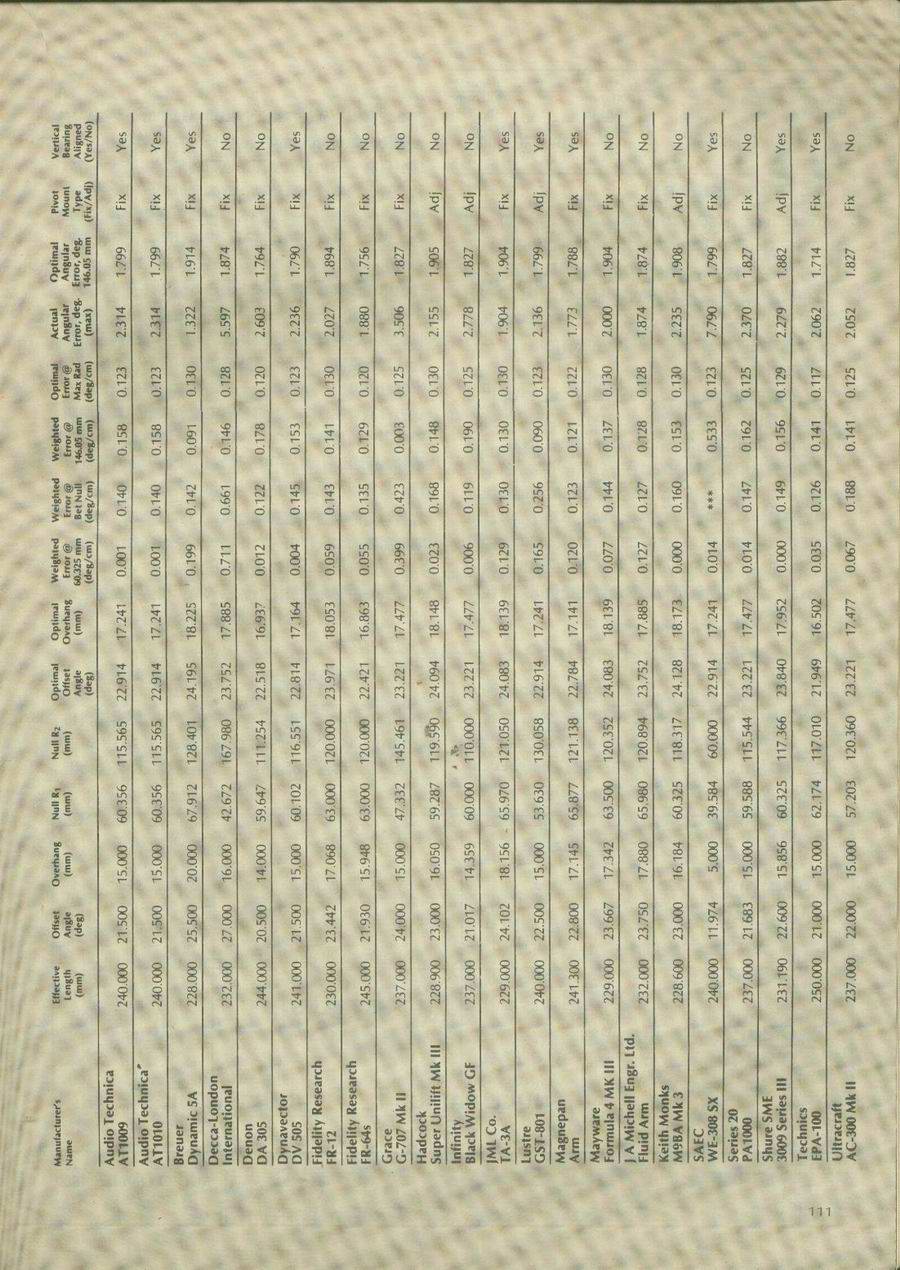 Manufacturer's Name Effective Length (mm) Offset Angle (deg) Overhang (mm) Null R1 (mm) Null R2 (mm) Optimal Offset Angle (deg) Optimal Overhang (mm) Weighted Error @ 60.325 mm (deg/cm) Weighted Error @ Bet Null (deg/cm) Weighted Error @ 146.05 mm (deg/cm) Optimal Error @ Max Rad (deg/cm) Actual Angular Error, deg. (max) Optimal Angular Error, deg. 146.05 mm Pivot Mount Type (Fix/Adj) Vertical Bearing Aligned (Yes/No)
Audio Technica
AT1009 240.000 21.500 15.000 60.356 115.565 22.914 17.241 0.001 0.140 0.158 0.123 2.314 1.799 Fix Yes
Audio Technica
AT1010 240.000 21.500 15.000 60.356 115.565 22.914 17.241 0.001 0.140 0.158 0.123 2.314 1.799 Fix Yes
Breuer
Dynamic 5A 228.000 25.500 20.000 67.912 128.401 24.195 18.225 0.199 0.142 0.091 0.130 1.322 1.914 Fix Yes
Decca-London
International 232.000 27.000 16.000 42.672 167.980 23.752 17.885 0.711 0.661 0.146 0.128 5.597 1.874 Fix No
Denon
DA 305 244.000 20.500 14.000 59.647 111.254 22.518 16.937 0.012 0.122 0.178 0.120 2.603 1.764 Fix No
Dynavector
DV 505 241.000 21.500 15.000 60.102 116.551 22.814 17.164 0.004 0.145 0.153 0.123 2.236 1.790 Fix Yes
Fidelity Research
FR-12 230.000 23.442 17.068 63.000 120.000 23.971 18.053 0.059 0.143 0.141 0.130 2.027 1.894 Fix No
Fidelity Research
FR-64s 245.000 21.930 15.948 63.000 120.000 22.421 16.863 0.055 0.135 0.129 0.120 1.880 1.756 Fix No
Grace
G-707 Mk II 237.000 24.000 15.000 47.332 145.461 23.221 17.477 0.399 0.423 0.003 0.125 3.506 1.827 Fix No
Hadcock
Super Unilift Mk III 228.900 23.000 16.050 59.287 119.590 24.094 18.148 0.023 0.168 0.148 0.130 2.155 1.905 Adj No
Infinity
Black Widow GF 237.000 21.017 14.359 60.000 110.000 23.221 17.477 0.006 0.119 0.190 0.125 2.778 1.827 Adj No
JML Co.
TA-3A 229.000 24.102 18.156 65.970 121.050 24.083 18.139 0.129 0.130 0.130 0.130 1.904 1.904 Fix Yes
Lustre
GST-801 240.000 22.500 15.000 53.630 130.058 22.914 17.241 0.165 0.256 0.090 0.123 2.136 1.799 Adj Yes
Magnepan
Arm 241.300 22.800 17.145 65.877 121.138 22.784 17.141 0.120 0.123 0.121 0.122 1.773 1.788 Fix Yes
Mayware
Formula 4 MK III 229.000 23.667 17.342 63.500 120.352 24.083 18.139 0.077 0.144 0.137 0.130 2.000 1.904 Fix No
J A Michell Engr. Ltd.
Fluid Arm 232.000 23.750 17.880 65.980 120.894 23.752 17.885 0.127 0.127 0.128 0.128 1.874 1.874 Fix No
Keith Monks
M9BA Mk 3 228.600 23.000 16.184 60.325 118.317 24.128 18.173 0.000 0.160 0.153 0.130 2.235 1.908 Adj No
SAEC
WE-308 SX 240.000 11.974 5.000 39.584 60.000 22.914 17.241 0.014 *** 0.533 0.123 7.790 1.799 Fix Yes
Series 20
PA1000 237.000 21.683 15.000 59.588 115.544 23.221 17.477 0.014 0.147 0.162 0.125 2.370 1.827 Fix No
Shure SME
3009 Series III 231.190 22.600 15.856 60.325 117.366 23.840 17.952 0.000 0.149 0.156 0.129 2.279 1.882 Adj Yes
Technics
EPA-100 250.000 21.000 15.000 62.174 117.010 21.949 16.502 0.035 0.126 0.141 0.117 2.062 1.714 Fix Yes
Ultracraft
AC-300 Mk II 237.000 22.000 15.000 57.203 120.360 23.221 17.477 0.067 0.188 0.141 0.125 2.052 1.827 Fix No
111